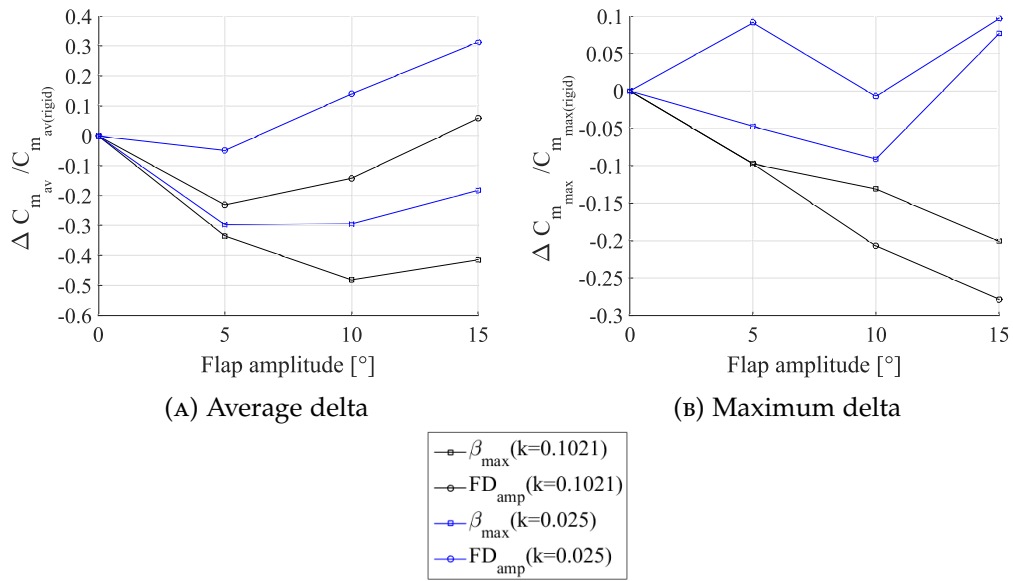 0.4
0.3
0.2
0.1
0
-0.1
-0.2
-0.3
-0.4
-0.5
-0.6
0 5 10 15
Δ C_m_av /C_m_av(rigid)
Flap amplitude [°]
(A) Average delta
0.1
0.05
0
-0.05
-0.1
-0.15
-0.2
-0.25
-0.3
0 5 10 15
Δ C_m_max /C_m_max(rigid)
Flap amplitude [°]
(B) Maximum delta
β_max(k=0.1021)
FD_amp(k=0.1021)
β_max(k=0.025)
FD_amp(k=0.025)